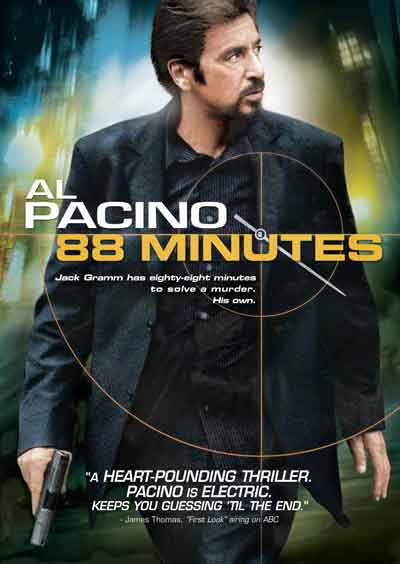 AL
PACINO
88 MINUTES
Jack Gramm has eighty-eight minutes
to solve a murder.
His own.
"A HEART-POUNDING THRILLER.
PACINO IS ELECTRIC.
KEEPS YOU GUESSING 'TIL THE END."
- James Thomas, "First Look" airing on ABC